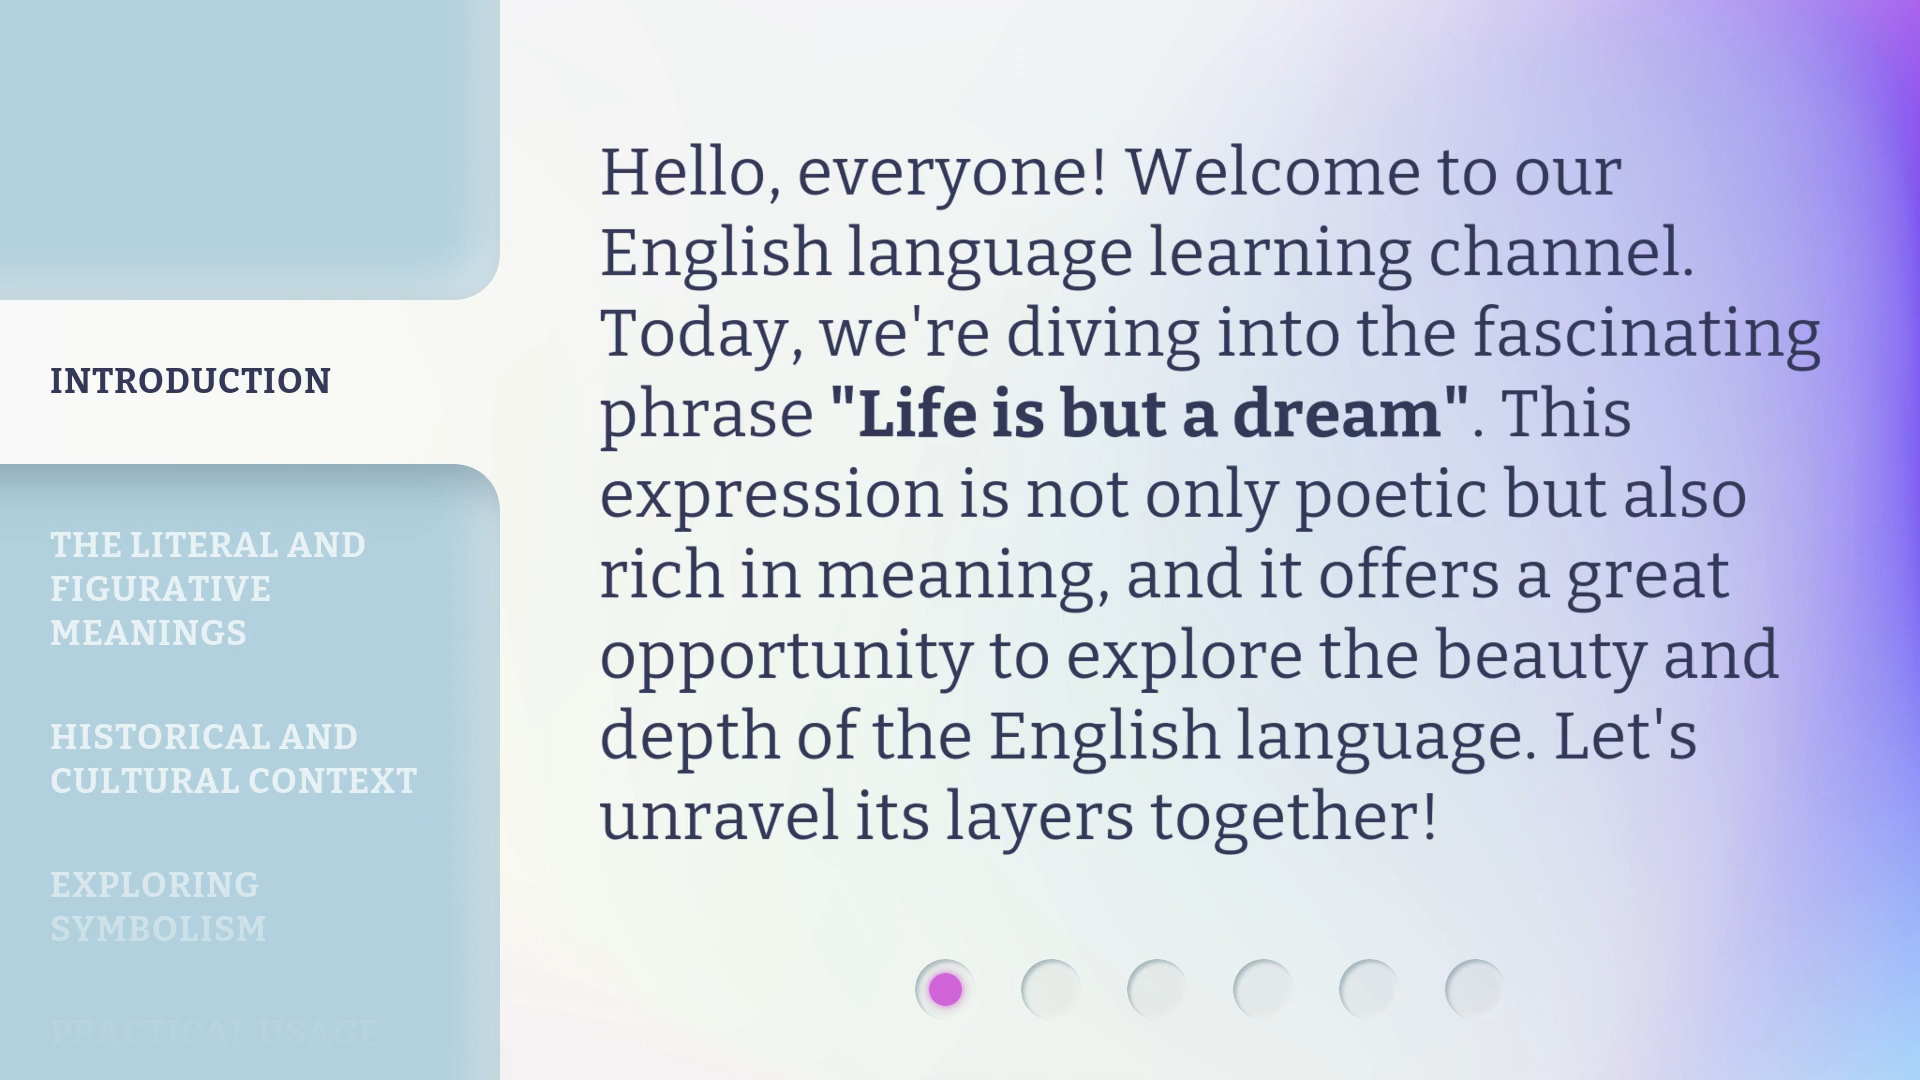 INTRODUCTION
THE LITERAL AND
FIGURATIVE
MEANINGS
HISTORICAL AND
CULTURAL CONTEXT
EXPLORING
SYMBOLISM
PRACTICAL USAGE
Hello, everyone! Welcome to our
English language learning channel.
Today, we're diving into the fascinating
phrase "Life is but a dream". This
expression is not only poetic but also
rich in meaning, and it offers a great
opportunity to explore the beauty and
depth of the English language. Let's
unravel its layers together!